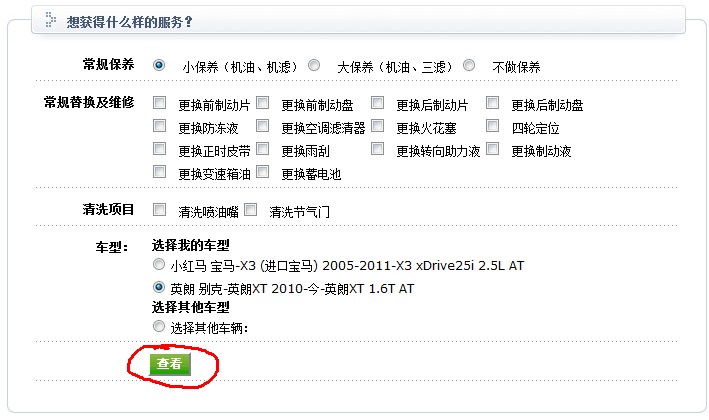 想获得什么样的服务?
常规保养 小保养（机油、机滤） 大保养（机油、三滤） 不做保养
常规替换及维修 更换前制动片 更换前制动盘 更换后制动片 更换后制动盘
更换防冻液 更换空调滤清器 更换火花塞 四轮定位
更换正时皮带 更换雨刮 更换转向助力液 更换制动液
更换变速箱油 更换蓄电池
清洗项目 清洗喷油嘴 清洗节气门
车型： 选择我的车型
小红马 宝马-X3 (进口宝马) 2005-2011-X3 xDrive25i 2.5L AT
英朗 别克-英朗XT 2010-今-英朗XT 1.6T AT
选择其他车型
选择其他车辆：
查看